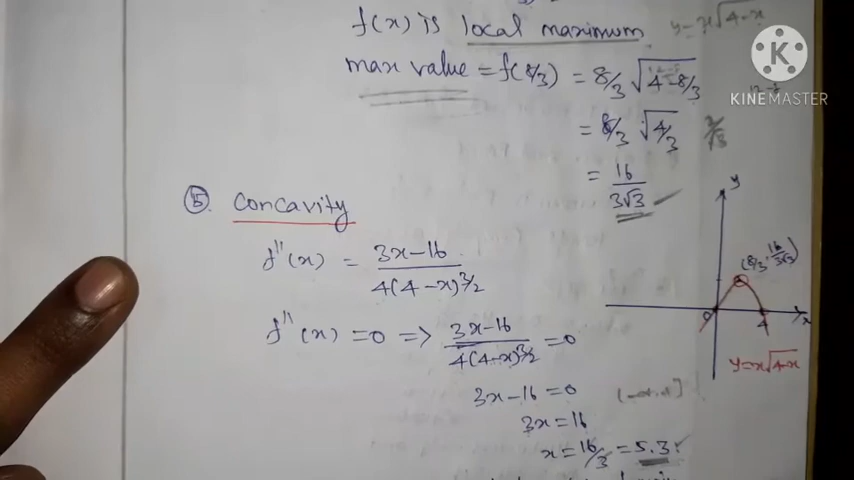 f(x) is local maximum
y=x√4-x
max value = f(8/3) = 8/3 √4-8/3
= 8/3 √4/3
= 16/3√3
KINEMASTER
⑤ Concavity
f''(x) = 3x-16/4(4-x)^3/2
f''(x) = 0 => 3x-16/4(4-x)^3/2 = 0
3x-16 = 0
3x = 16
x = 16/3 = 5.3
y
(8/3, 16/3√3)
0
4
x
y=x√4-x